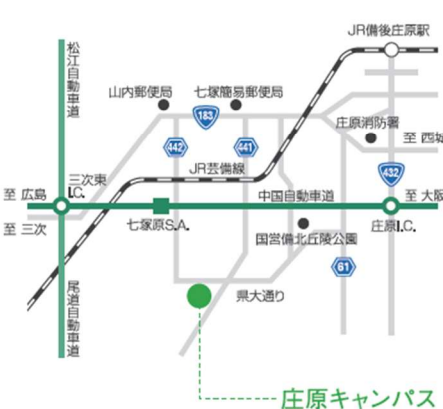 JR備後庄原駅
松江自動車道
山内郵便局
七塚簡易郵便局
183
庄原消防署
442
441
至 西城
JR芸備線
432
三次東
I.C.
至 広島
中国自動車道
至 大阪
七塚原S.A.
庄原I.C.
至 三次
国営備北丘陵公園
61
県大通り
尾道自動車道
庄原キャンパス